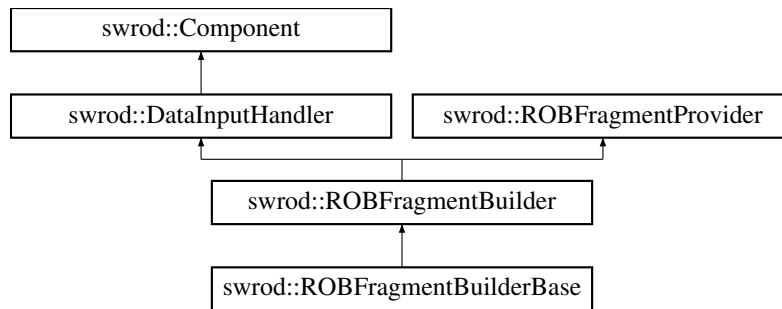 swrod::Component
swrod::DataInputHandler
swrod::ROBFragmentProvider
swrod::ROBFragmentBuilder
swrod::ROBFragmentBuilderBase